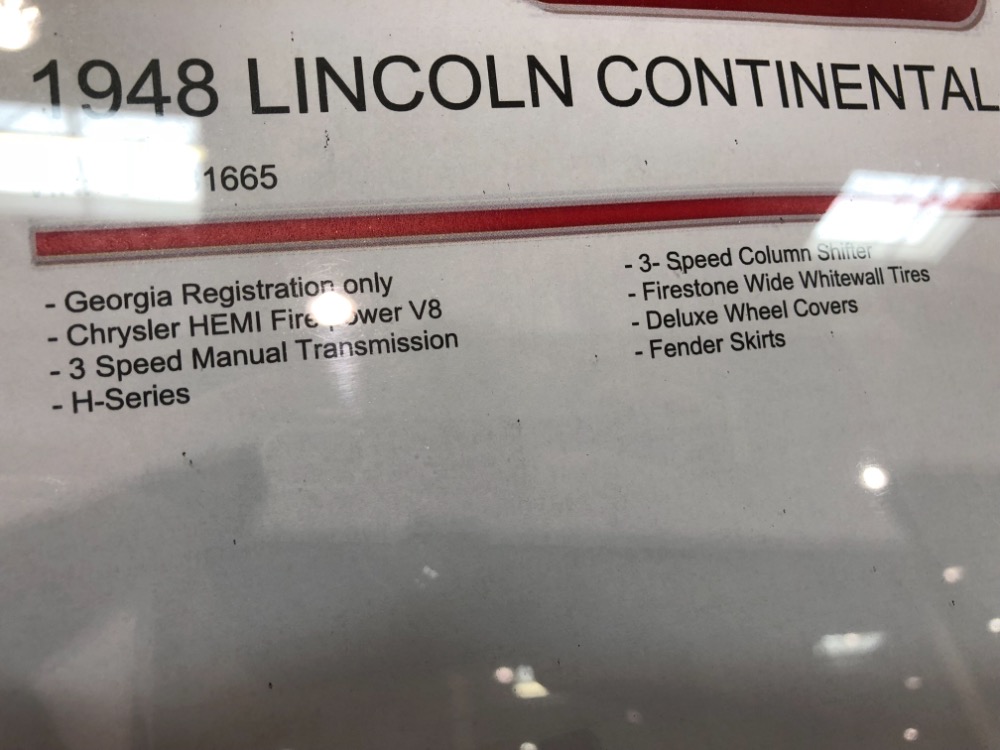 1948 LINCOLN CONTINENTAL
1665
- Georgia Registration only
- Chrysler HEMI V8
- 3 Speed Manual Transmission
- H-Series
- 3- Speed Column Shifter
- Firestone Wide Whitewall Tires
- Deluxe Wheel Covers
- Fender Skirts